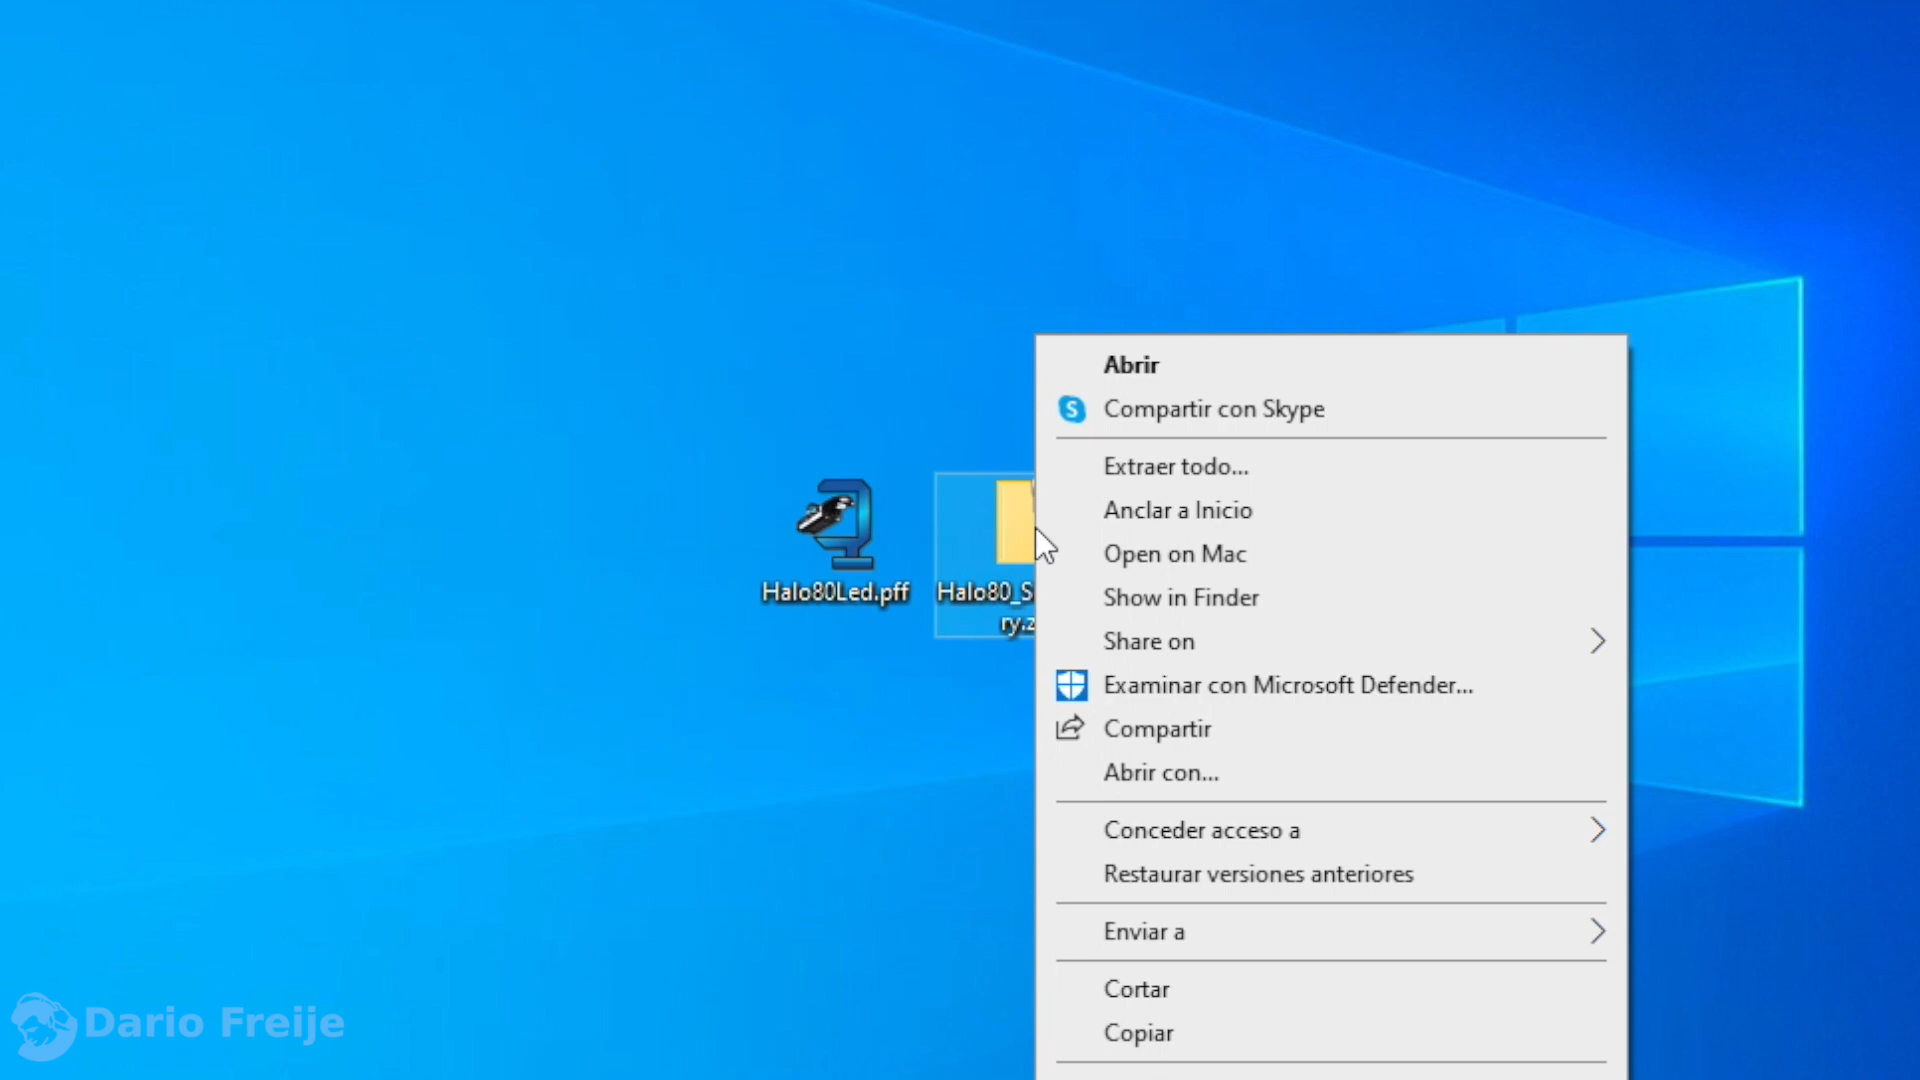 Abrir
Compartir con Skype
Extraer todo...
Anclar a Inicio
Open on Mac
Show in Finder
Share on
Examinar con Microsoft Defender...
Compartir
Abrir con...
Conceder acceso a
Restaurar versiones anteriores
Enviar a
Cortar
Copiar
Halo80Led.pff
Halo80_S
ry.z
Dario Freije